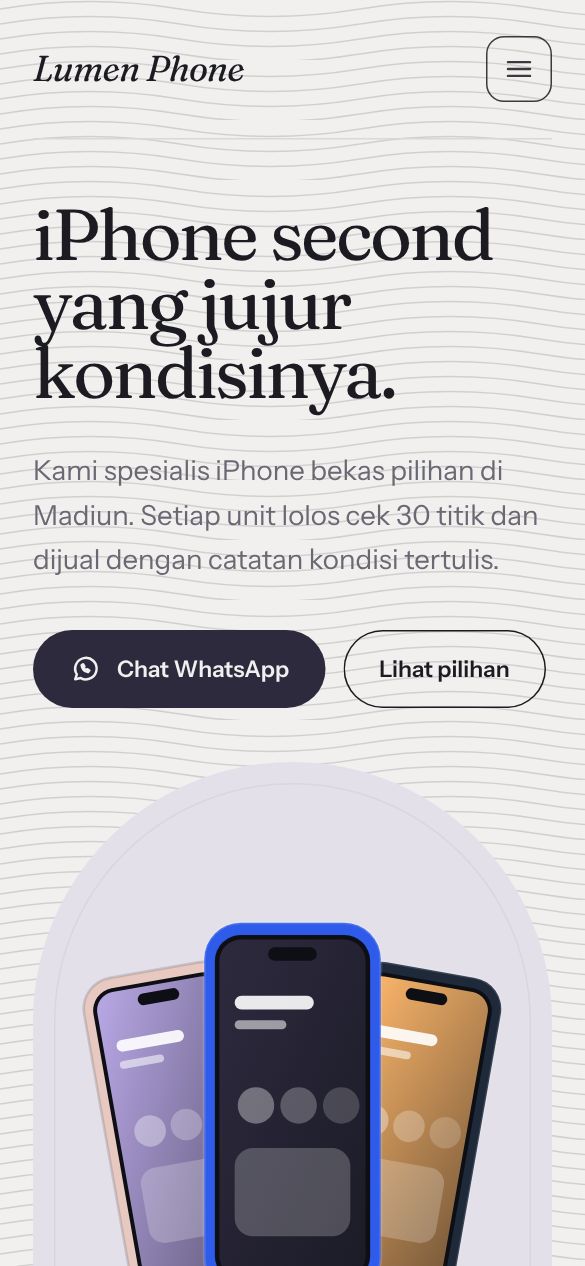 Lumen Phone
iPhone second
yang jujur
kondisinya.
Kami spesialis iPhone bekas pilihan di
Madiun. Setiap unit lolos cek 30 titik dan
dijual dengan catatan kondisi tertulis.
Chat WhatsApp
Lihat pilihan